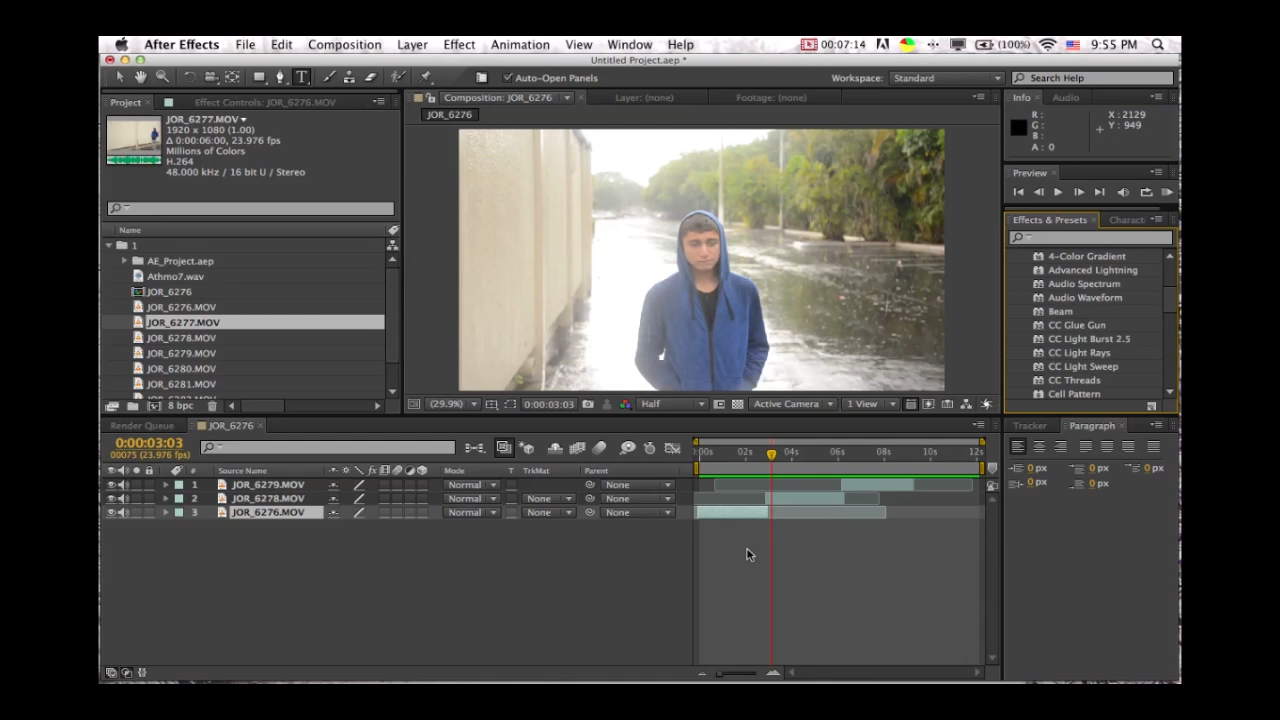 After Effects File Edit Composition Layer Effect Animation View Window Help 00:07:14 (100%) 9:55 PM
Untitled Project.aep *
T Auto-Open Panels Workspace: Standard Search Help
Project Effect Controls: JOR_6276.MOV Composition: JOR_6276 Layer: (none) Footage: (none) Info Audio
JOR_6276
JOR_6277.MOV
1920 x 1080 (1.00)
Δ 0:00:06:00, 23.976 fps
Millions of Colors
H.264
48.000 kHz / 16 bit U / Stereo
R :
G :
B :
A : 0
X : 2129
Y : 949
Preview
Name
1
AE_Project.aep
Athmo7.wav
JOR_6276
JOR_6276.MOV
JOR_6277.MOV
JOR_6278.MOV
JOR_6279.MOV
JOR_6280.MOV
JOR_6281.MOV
8 bpc
Effects & Presets Charact
4-Color Gradient
Advanced Lightning
Audio Spectrum
Audio Waveform
Beam
CC Glue Gun
CC Light Burst 2.5
CC Light Rays
CC Light Sweep
CC Threads
Cell Pattern
(29.9%) 0:00:03:03 Half Active Camera 1 View
Render Queue JOR_6276 Tracker Paragraph
0:00:03:03
00075 (23.976 fps)
:00s 02s 04s 06s 08s 10s 12s
# Source Name fx Mode T TrkMat Parent
1 JOR_6279.MOV Normal None
2 JOR_6278.MOV Normal None None
3 JOR_6276.MOV Normal None None
0 px 0 px 0 px
0 px 0 px